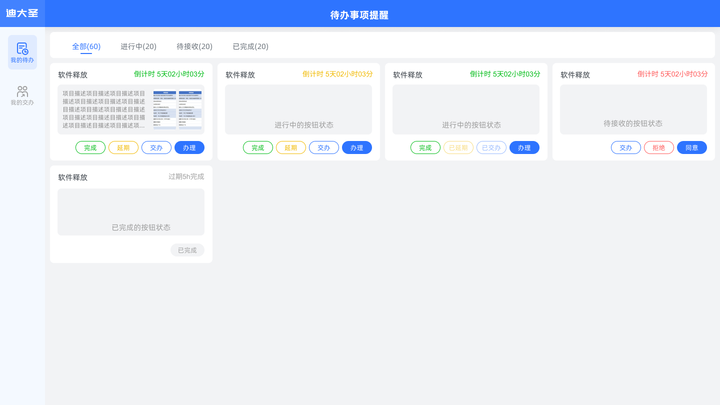 迪大圣
待办事项提醒
我的待办
我的交办
全部(60)
进行中(20)
待接收(20)
已完成(20)
软件释放
倒计时 5天02小时03分
项目描述项目描述项目描述项目
描述项目描述项目描述项目描述
项目描述项目描述项目描述项目
描述项目描述项目描述项目描
述项目描述项目描述项目描述...
完成
延期
交办
办理
软件释放
倒计时 5天02小时03分
进行中的按钮状态
完成
延期
交办
办理
软件释放
倒计时 5天02小时03分
进行中的按钮状态
完成
已延期
已交办
办理
软件释放
倒计时 5天02小时03分
待接收的按钮状态
交办
拒绝
同意
软件释放
过期5h完成
已完成的按钮状态
已完成